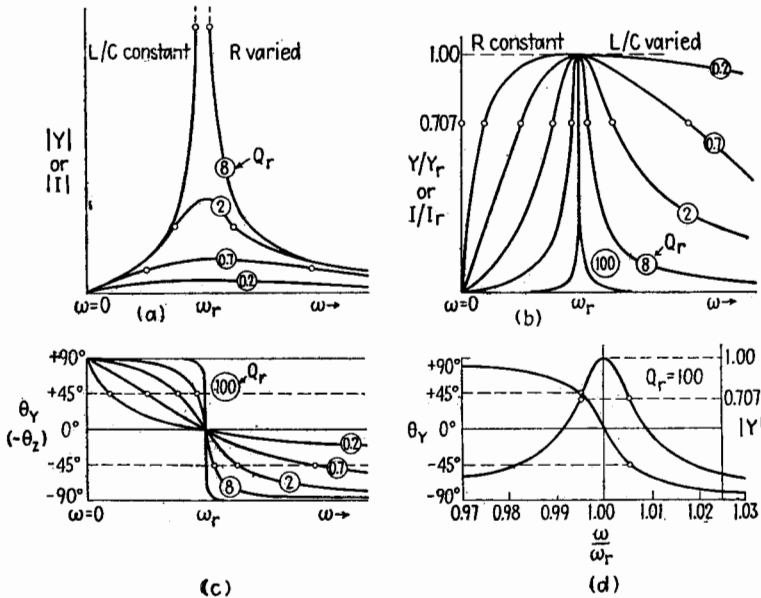 (a)
L/C constant
R varied
|Y|
or
|I|
Qr
8
2
0.7
0.2
ω=0
ωr
ω→
(b)
R constant
L/C varied
1.00
0.707
Y/Yr
or
I/Ir
0.2
0.7
2
Qr
8
100
ω=0
ωr
ω→
+90°
+45°
0°
-45°
-90°
θY
(-θZ)
100
Qr
0.2
0.7
2
8
ω=0
ωr
ω→
(c)
+90°
+45°
0°
-45°
-90°
θY
Qr=100
1.00
0.707
|Y|
0.97
0.98
0.99
1.00
1.01
1.02
1.03
ω
ωr
(d)